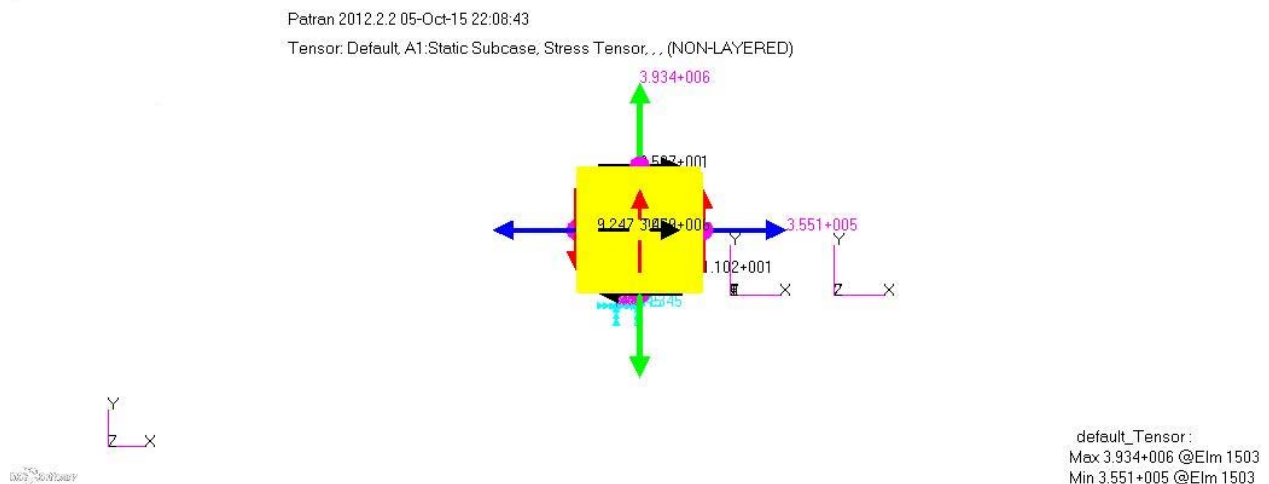 Patran 2012.2.2 05-Oct-15 22:08:43
Tensor: Default, A1:Static Subcase, Stress Tensor, , , (NON-LAYERED)
3.934+006
3.551+005
Y
Y
.102+001
X
X
Z
Y
Z
X
default_Tensor :
Max 3.934+006 @Elm 1503
Min 3.551+005 @Elm 1503